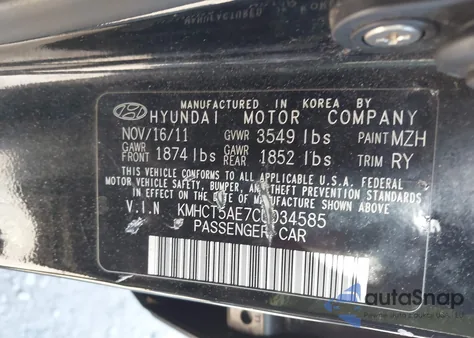 MANUFACTURED IN KOREA BY
HYUNDAI MOTOR COMPANY
NOV/16/11 GVWR 3549 lbs PAINT MZH
GAWR FRONT 1874 lbs GAWR REAR 1852 lbs TRIM RY
THIS VEHICLE CONFORMS TO ALL APPLICABLE U.S.A. FEDERAL
MOTOR VEHICLE SAFETY, BUMPER, AND THEFT PREVENTION STANDARDS
IN EFFECT ON THE DATE OF MANUFACTURE SHOWN ABOVE.
V.I.N
PASSENGER CAR
autoSnap